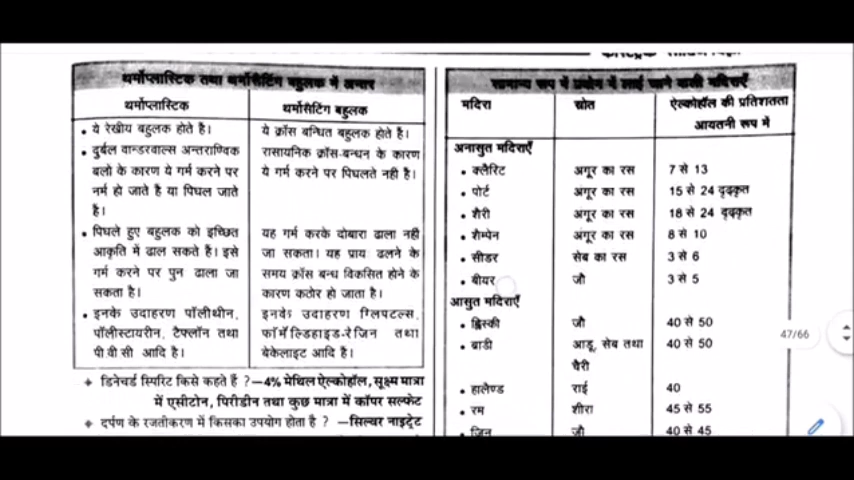 थर्मोप्लास्टिक तथा थर्मोसैटिंग बहुलक में अन्तर
थर्मोप्लास्टिक
थर्मोसैटिंग बहुलक
• ये रेखीय बहुलक होते है।
ये क्रॉस बन्धित बहुलक होते है।
• दुर्बल वान्डरवाल्स अन्तराण्विक
बलो के कारण ये गर्म करने पर
नर्म हो जाते है या पिघल जाते
है।
रासायनिक क्रॉस-बन्धन के कारण
ये गर्म करने पर पिघलते नही है।
• पिघले हुए बहुलक को इच्छित
आकृति में ढाल सकते हैं। इसे
गर्म करने पर पुन ढाला जा
सकता है।
यह गर्म करके दोबारा ढाला नही
जा सकता। यह प्राय ढलने के
समय क्रॉस बन्ध विकसित होने के
कारण कठोर हो जाता है।
• इनके उदाहरण पॉलीथीन,
पॉलीस्टायरीन, टैफ्लॉन तथा
पी वी सी आदि है।
इनके उदाहरण ग्लिपटल्स,
फॉर्मेल्डिहाइड-रेजिन तथा
बेकेलाइट आदि है।
डिनेचर्ड स्पिरिट किसे कहते हैं ?—4% मेथिल ऐल्कोहॉल, सूक्ष्म मात्रा
में एसीटोन, पिरीडीन तथा कुछ मात्रा में कॉपर सल्फेट
दर्पण के रजतीकरण में किसका उपयोग होता है ? —सिल्वर नाइट्रेट
सामान्य रूप में प्रयोग में लाई जाने वाली मदिराएँ
मदिरा स्रोत ऐल्कोहॉल की प्रतिशतता
आयतनी रूप में
अनासुत मदिराएँ
• क्लैरिट अगूर का रस 7 से 13
• पोर्ट अगूर का रस 15 से 24 दृढ़कृत
• शैरी अगूर का रस 18 से 24 दृढ़कृत
• शैम्पेन अंगूर का रस 8 से 10
• सीडर सेब का रस 3 से 6
• बीयर जौ 3 से 5
आसुत मदिराएँ
• ह्विस्की जौ 40 से 50
• ब्राडी आडू, सेब तथा 40 से 50
चैरी
• हालेण्ड राई 40
• रम शीरा 45 से 55
• जिन जौ 40 से 45
47/66